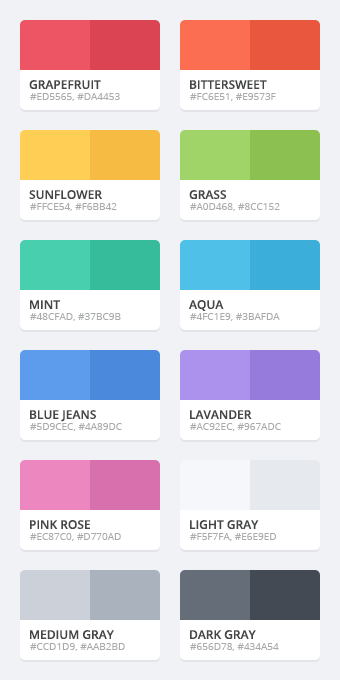 GRAPEFRUIT
#ED5565, #DA4453
BITTERSWEET
#FC6E51, #E9573F
SUNFLOWER
#FFCE54, #F6BB42
GRASS
#A0D468, #8CC152
MINT
#48CFAD, #37BC9B
AQUA
#4FC1E9, #3BAFDA
BLUE JEANS
#5D9CEC, #4A89DC
LAVANDER
#AC92EC, #967ADC
PINK ROSE
#EC87C0, #D770AD
LIGHT GRAY
#F5F7FA, #E6E9ED
MEDIUM GRAY
#CCD1D9, #AAB2BD
DARK GRAY
#656D78, #434A54